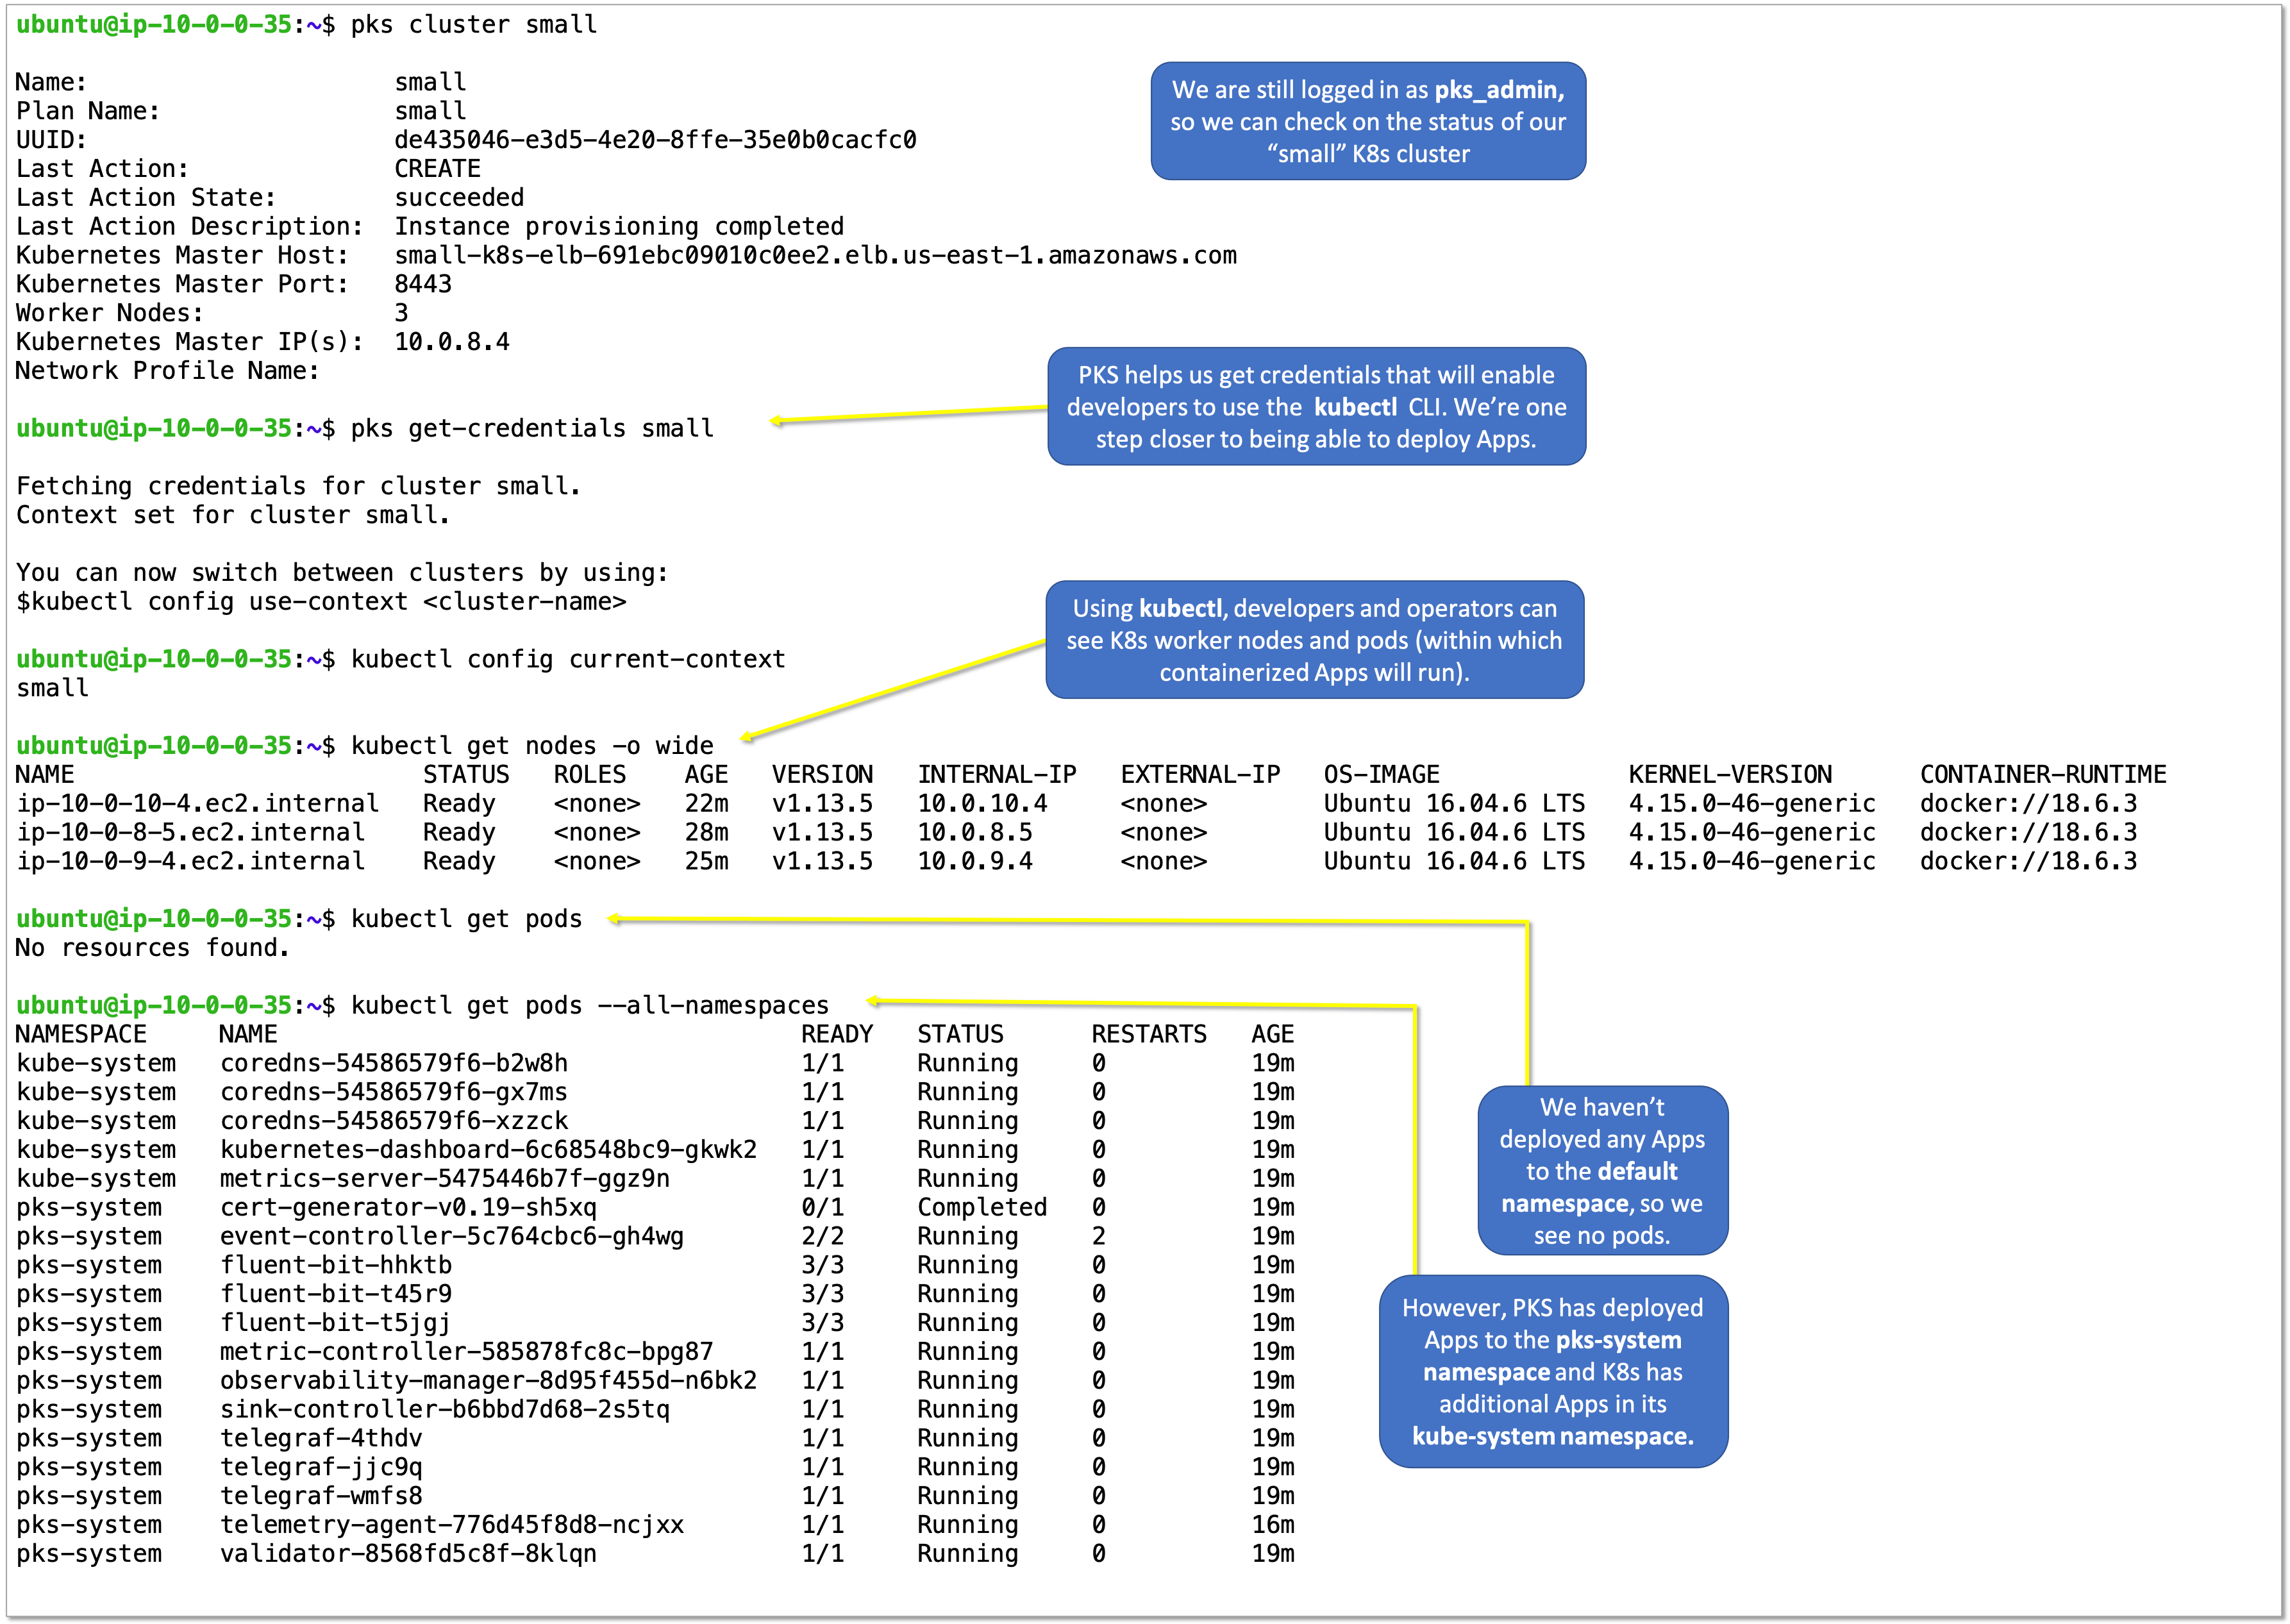 ubuntu@ip-10-0-0-35:~$ pks cluster small
Name: small
Plan Name: small
UUID: de435046-e3d5-4e20-8ffe-35e0b0cacfc0
Last Action: CREATE
Last Action State: succeeded
Last Action Description: Instance provisioning completed
Kubernetes Master Host: small-k8s-elb-691ebc09010c0ee2.elb.us-east-1.amazonaws.com
Kubernetes Master Port: 8443
Worker Nodes: 3
Kubernetes Master IP(s): 10.0.8.4
Network Profile Name:
We are still logged in as pks_admin,
so we can check on the status of our
“small” K8s cluster
ubuntu@ip-10-0-0-35:~$ pks get-credentials small
PKS helps us get credentials that will enable
developers to use the kubectl CLI. We’re one
step closer to being able to deploy Apps.
Fetching credentials for cluster small.
Context set for cluster small.
You can now switch between clusters by using:
$kubectl config use-context <cluster-name>
ubuntu@ip-10-0-0-35:~$ kubectl config current-context
small
Using kubectl, developers and operators can
see K8s worker nodes and pods (within which
containerized Apps will run).
ubuntu@ip-10-0-0-35:~$ kubectl get nodes -o wide
NAME STATUS ROLES AGE VERSION INTERNAL-IP EXTERNAL-IP OS-IMAGE KERNEL-VERSION CONTAINER-RUNTIME
ip-10-0-10-4.ec2.internal Ready <none> 22m v1.13.5 10.0.10.4 <none> Ubuntu 16.04.6 LTS 4.15.0-46-generic docker://18.6.3
ip-10-0-8-5.ec2.internal Ready <none> 28m v1.13.5 10.0.8.5 <none> Ubuntu 16.04.6 LTS 4.15.0-46-generic docker://18.6.3
ip-10-0-9-4.ec2.internal Ready <none> 25m v1.13.5 10.0.9.4 <none> Ubuntu 16.04.6 LTS 4.15.0-46-generic docker://18.6.3
ubuntu@ip-10-0-0-35:~$ kubectl get pods
No resources found.
ubuntu@ip-10-0-0-35:~$ kubectl get pods --all-namespaces
NAMESPACE NAME READY STATUS RESTARTS AGE
kube-system coredns-54586579f6-b2w8h 1/1 Running 0 19m
kube-system coredns-54586579f6-gx7ms 1/1 Running 0 19m
kube-system coredns-54586579f6-xzzck 1/1 Running 0 19m
kube-system kubernetes-dashboard-6c68548bc9-gkwk2 1/1 Running 0 19m
kube-system metrics-server-5475446b7f-ggz9n 1/1 Running 0 19m
pks-system cert-generator-v0.19-sh5xq 0/1 Completed 0 19m
pks-system event-controller-5c764cbc6-gh4wg 2/2 Running 2 19m
pks-system fluent-bit-hhktb 3/3 Running 0 19m
pks-system fluent-bit-t45r9 3/3 Running 0 19m
pks-system fluent-bit-t5jgj 3/3 Running 0 19m
pks-system metric-controller-585878fc8c-bpg87 1/1 Running 0 19m
pks-system observability-manager-8d95f455d-n6bk2 1/1 Running 0 19m
pks-system sink-controller-b6bbd7d68-2s5tq 1/1 Running 0 19m
pks-system telegraf-4thdv 1/1 Running 0 19m
pks-system telegraf-jjc9q 1/1 Running 0 19m
pks-system telegraf-wmfs8 1/1 Running 0 19m
pks-system telemetry-agent-776d45f8d8-ncjxx 1/1 Running 0 16m
pks-system validator-8568fd5c8f-8klqn 1/1 Running 0 19m
We haven’t
deployed any Apps
to the default
namespace, so we
see no pods.
However, PKS has deployed
Apps to the pks-system
namespace and K8s has
additional Apps in its
kube-system namespace.